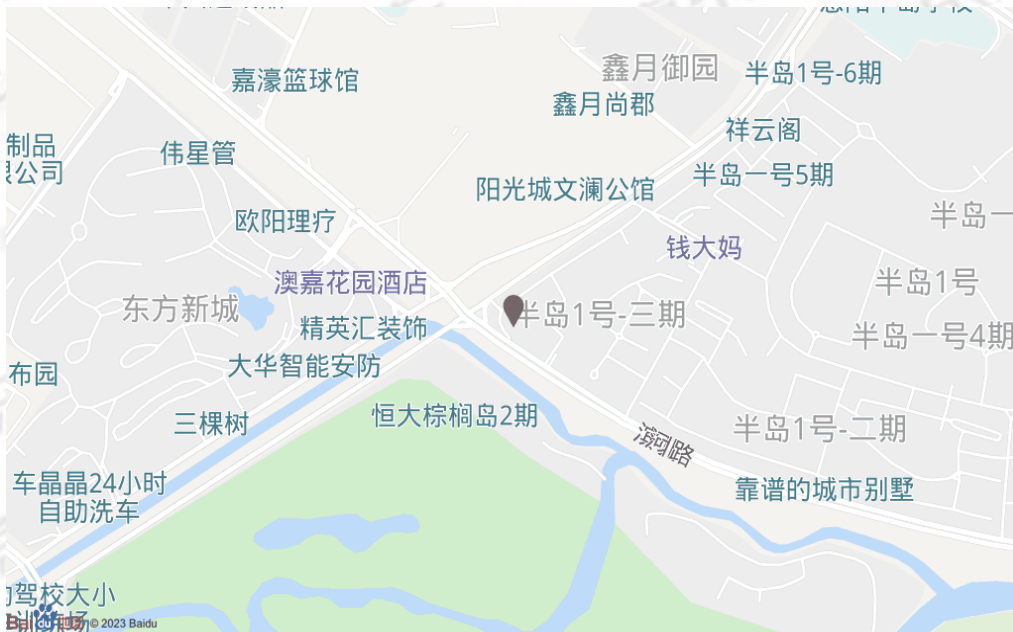 鑫月御园
半岛1号-6期
嘉濠篮球馆
鑫月尚郡
祥云阁
制品
公司
伟星管
半岛一号5期
阳光城文澜公馆
半岛一
欧阳理疗
钱大妈
澳嘉花园酒店
半岛1号
东方新城
半岛1号-三期
精英汇装饰
半岛一号4期
大华智能安防
布园
恒大棕榈岛2期
三棵树
半岛1号-二期
滨河路
车晶晶24小时
自助洗车
靠谱的城市别墅
驾校大小
© 2023 Baidu